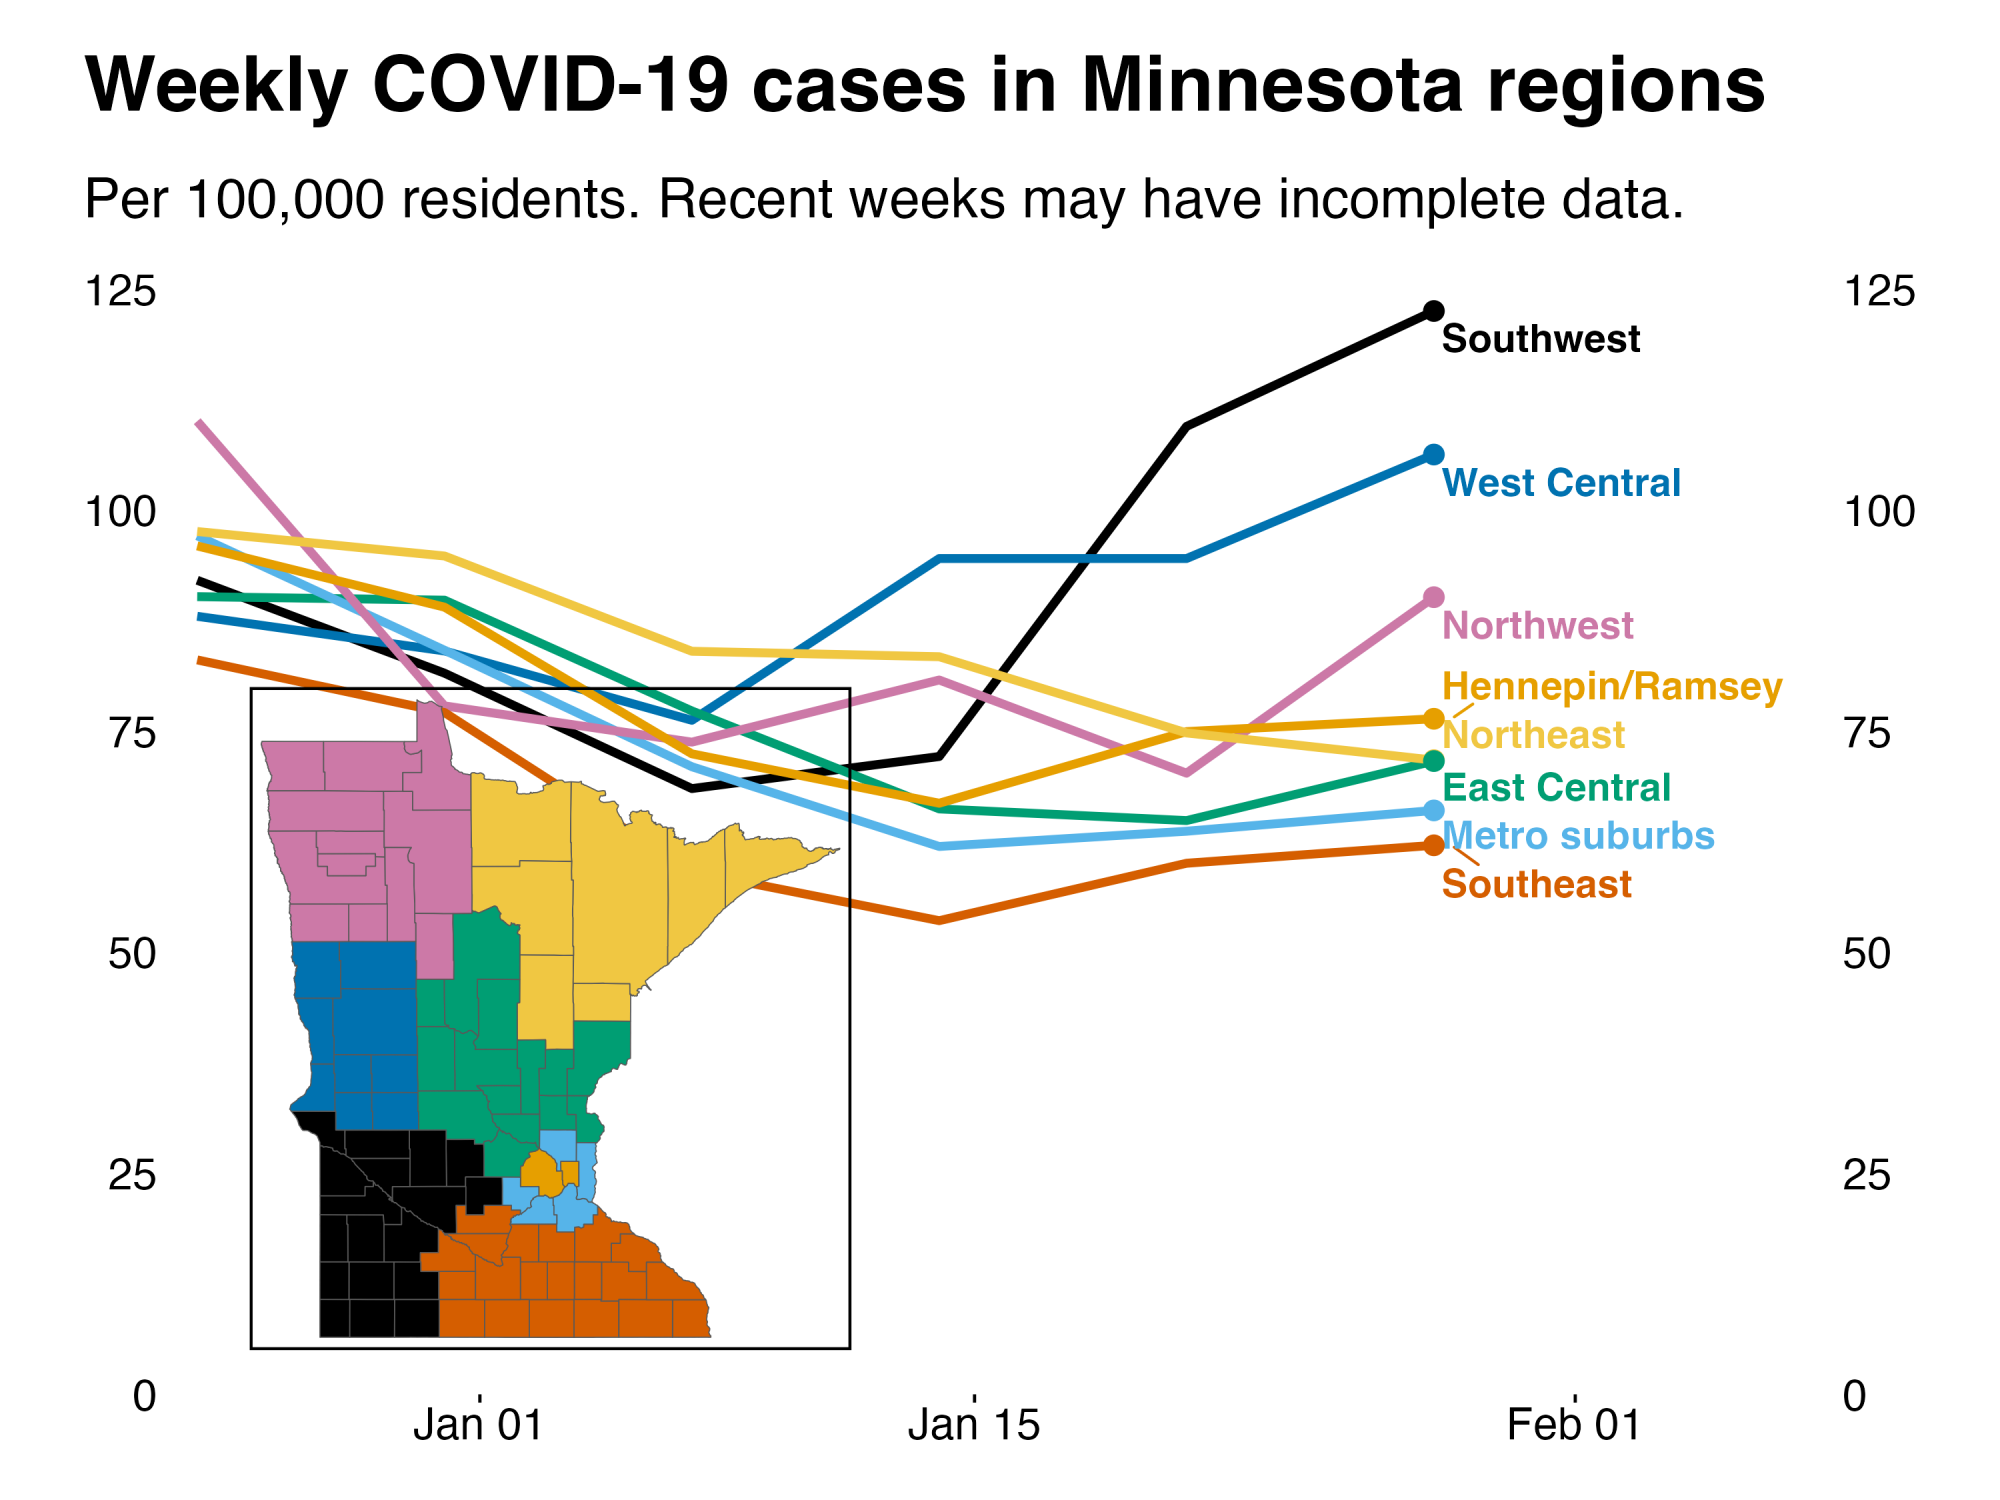 Weekly COVID-19 cases in Minnesota regions
Per 100,000 residents. Recent weeks may have incomplete data.
125 125
Southwest
West Central
100 100
Northwest
Hennepin/Ramsey
75 Northeast 75
East Central
Metro suburbs
Southeast
50 50
25 25
0 0
Jan 01 Jan 15 Feb 01